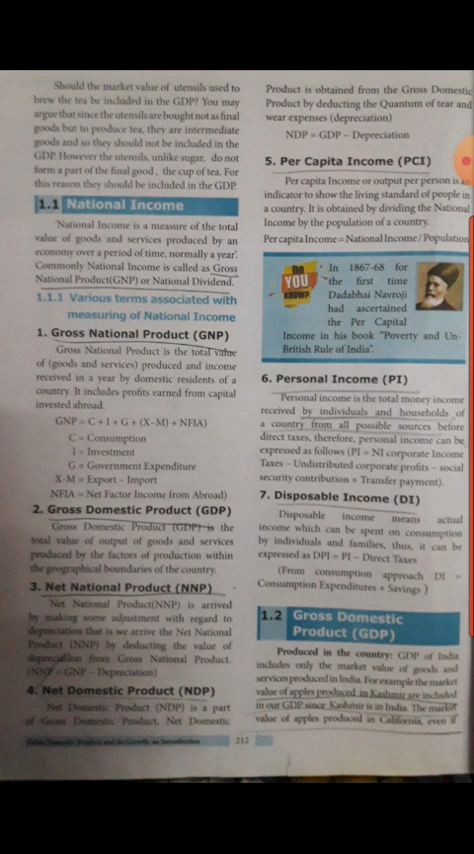 Should the market value of utensils used to
brew the tea be included in the GDP? You may
argue that since the utensils are bought not as final
goods but to produce tea, they are intermediate
goods and so they should not be included in the
GDP. However the utensils, unlike sugar, do not
form a part of the final good , the cup of tea. For
this reason they should be included in the GDP.
1.1 National Income
'National Income is a measure of the total
value of goods and services produced by an
economy over a period of time, normally a year'.
Commonly National Income is called as Gross
National Product(GNP) or National Dividend.
1.1.1 Various terms associated with
measuring of National Income
1. Gross National Product (GNP)
Gross National Product is the total value
of (goods and services) produced and income
received in a year by domestic residents of a
country. It includes profits earned from capital
invested abroad.
GNP = C + I + G + (X–M) + NFIA)
C = Consumption
I = Investment
G = Government Expenditure
X-M = Export – Import
NFIA = Net Factor Income from Abroad)
2. Gross Domestic Product (GDP)
Gross Domestic Product (GDP) is the
total value of output of goods and services
produced by the factors of production within
the geographical boundaries of the country.
3. Net National Product (NNP)
Net National Product(NNP) is arrived
by making some adjustment with regard to
depreciation that is we arrive the Net National
Product (NNP) by deducting the value of
depreciation from Gross National Product.
(NNP = GNP – Depreciation)
4. Net Domestic Product (NDP)
Net Domestic Product (NDP) is a part
of Gross Domestic Product, Net Domestic
Gross Domestic Product and its Growth: an Introduction
212
Product is obtained from the Gross Domestic
Product by deducting the Quantum of tear and
wear expenses (depreciation)
NDP = GDP – Depreciation
5. Per Capita Income (PCI)
Per capita Income or output per person is an
indicator to show the living standard of people in
a country. It is obtained by dividing the National
Income by the population of a country.
Per capita Income = National Income / Population
DO
YOU
KNOW?
In 1867-68 for
the first time
Dadabhai Navroji
had ascertained
the Per Capital
Income in his book "Poverty and Un-
British Rule of India".
6. Personal Income (PI)
Personal income is the total money income
received by individuals and households of
a country from all possible sources before
direct taxes, therefore, personal income can be
expressed as follows (PI = NI corporate Income
Taxes – Undistributed corporate profits – social
security contribution + Transfer payment).
7. Disposable Income (DI)
Disposable income means actual
income which can be spent on consumption
by individuals and families, thus, it can be
expressed as DPI = PI – Direct Taxes
(From consumption approach DI =
Consumption Expenditures + Savings )
1.2 Gross Domestic
Product (GDP)
Produced in the country: GDP of India
includes only the market value of goods and
services produced in India. For example the market
value of apples produced in Kashmir are included
in our GDP since Kashmir is in India. The market
value of apples produced in California, even if